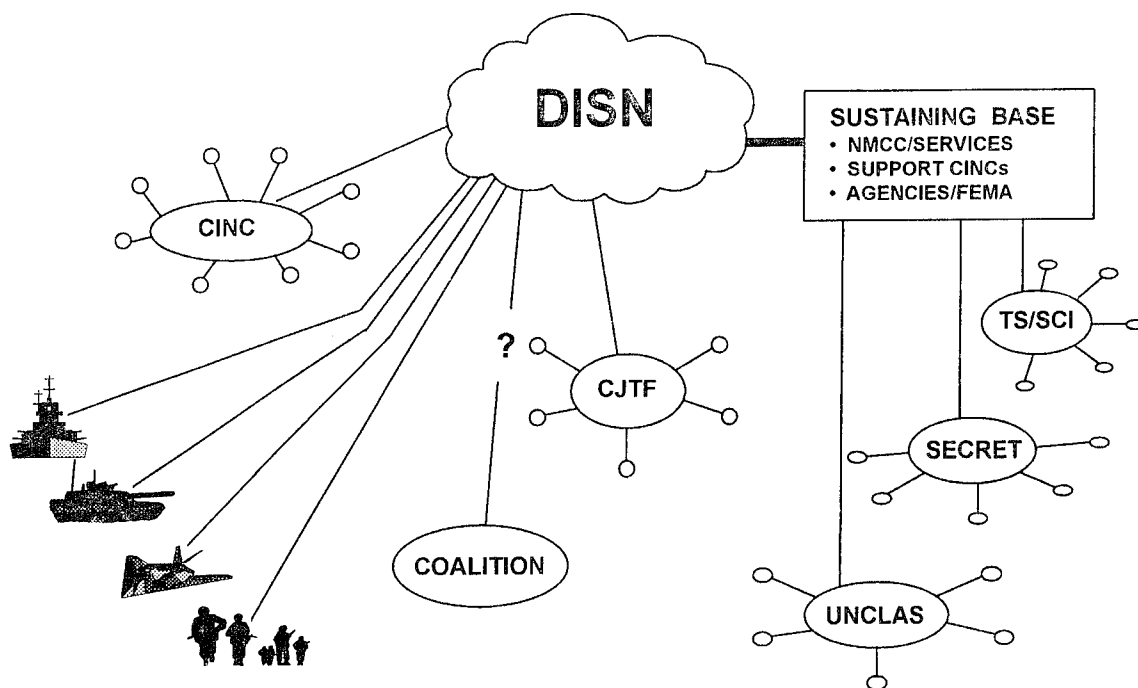 DISN
SUSTAINING BASE
• NMCC/SERVICES
• SUPPORT CINCs
• AGENCIES/FEMA
CINC
TS/SCI
?
CJTF
SECRET
COALITION
UNCLAS